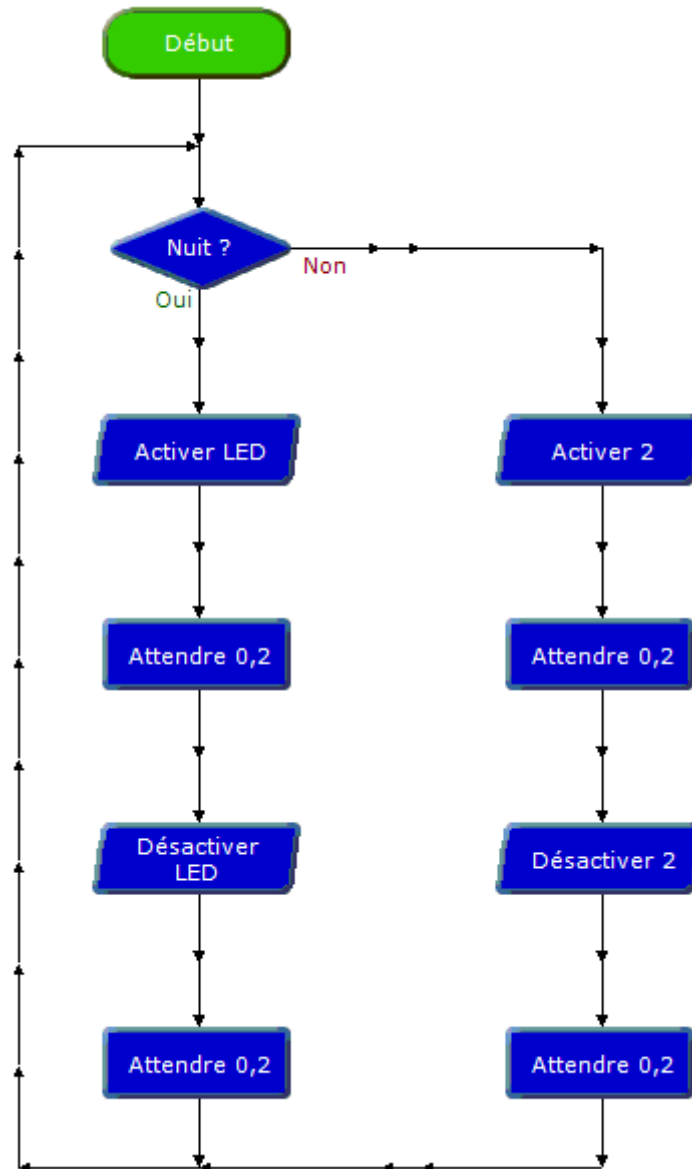 Début
Nuit ?
Non
Oui
Activer LED
Activer 2
Attendre 0,2
Attendre 0,2
Désactiver
LED
Désactiver 2
Attendre 0,2
Attendre 0,2